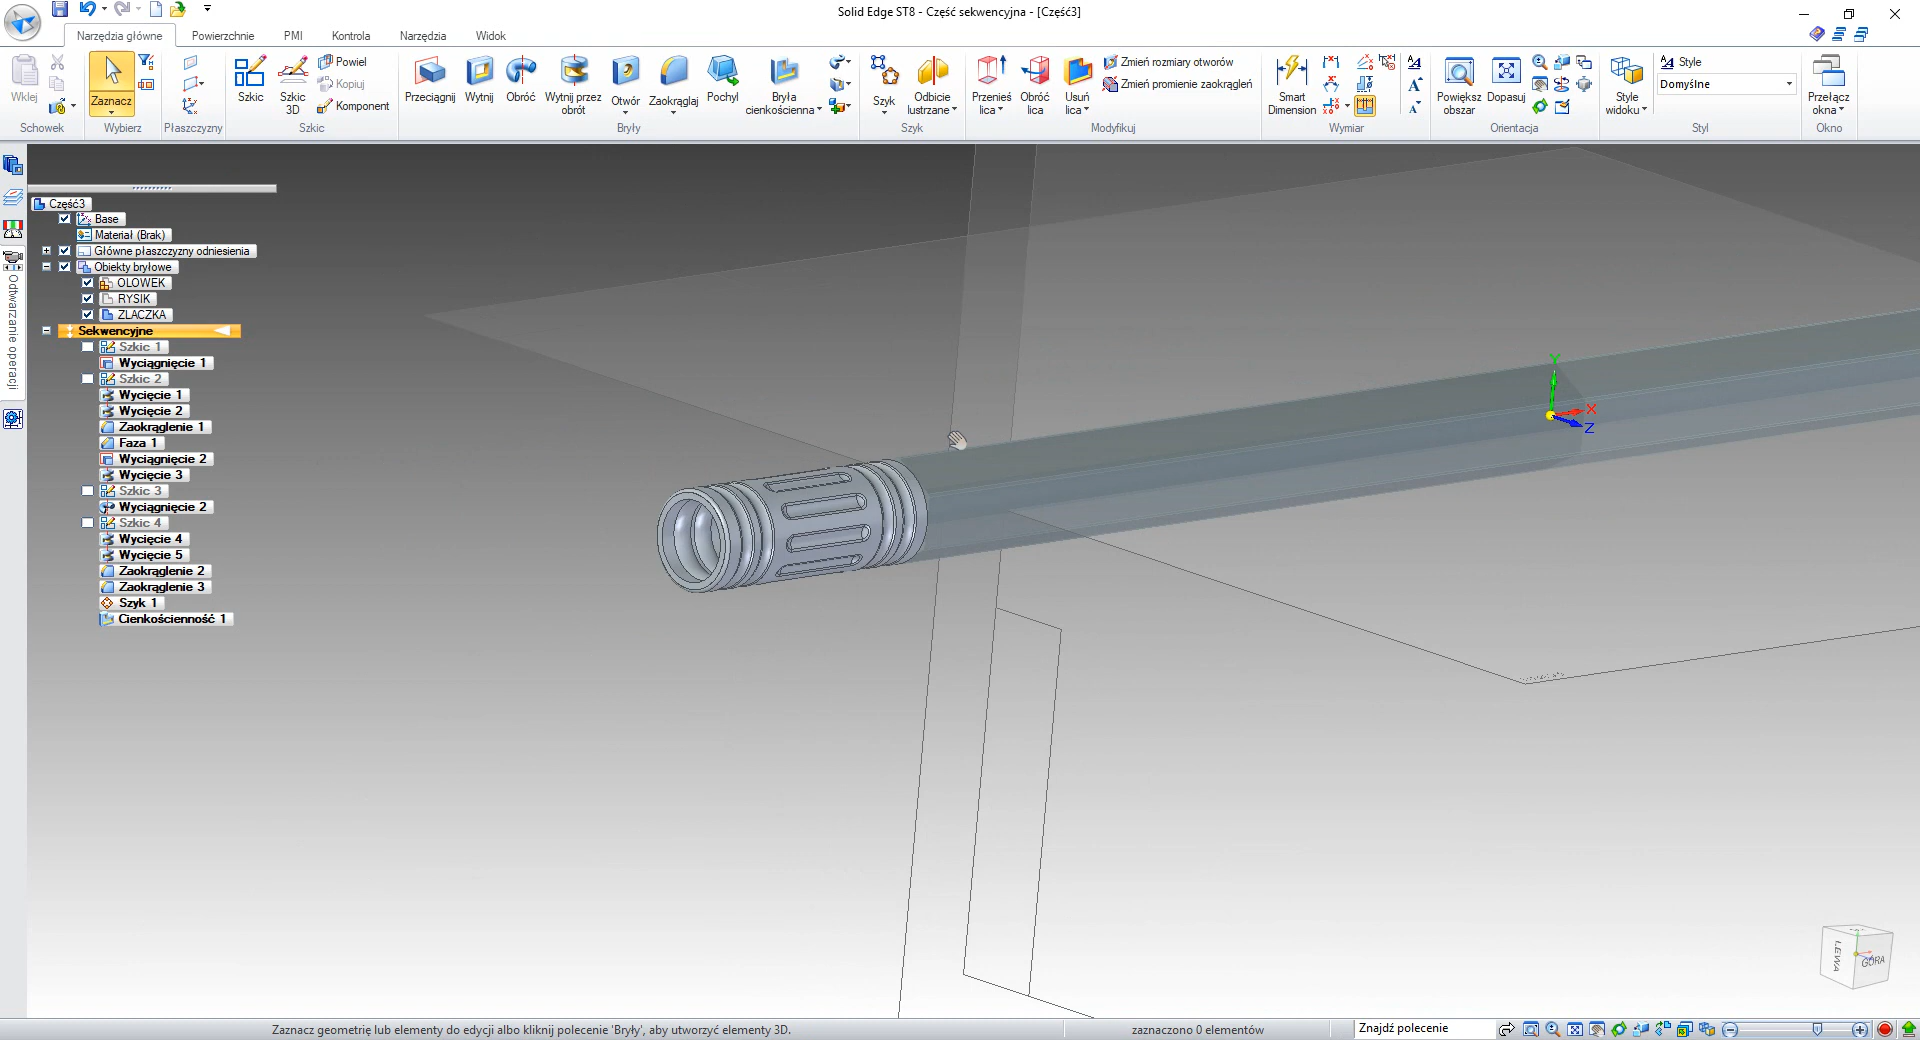 Solid Edge ST8 - Część sekwencyjna - [Część3]
Narzędzia główne
Powierzchnie
PMI
Kontrola
Narzędzia
Widok
Wklej
Schowek
Zaznacz
Wybierz
Płaszczyzny
Szkic
Szkic 3D
Powiel
Kopiuj
Komponent
Szkic
Przeciągnij
Wytnij
Obróć
Wytnij przez obrót
Otwór
Zaokrąglaj
Pochyl
Bryła cienkościenna
Bryły
Szyk
Odbicie lustrzane
Szyk
Przenieś lica
Obróć lica
Usuń lica
Zmień rozmiary otworów
Zmień promienie zaokrągleń
Modyfikuj
Smart Dimension
Wymiar
Powiększ obszar
Dopasuj
Orientacja
Style widoku
Style
Domyślne
Styl
Przełącz okna
Okno
Odtwarzanie operacji
Część3
Base
Materiał (Brak)
Główne płaszczyzny odniesienia
Obiekty bryłowe
OLOWEK
RYSIK
ZLACZKA
Sekwencyjne
Szkic 1
Wyciągnięcie 1
Szkic 2
Wycięcie 1
Wycięcie 2
Zaokrąglenie 1
Faza 1
Wyciągnięcie 2
Wycięcie 3
Szkic 3
Wyciągnięcie 2
Szkic 4
Wycięcie 4
Wycięcie 5
Zaokrąglenie 2
Zaokrąglenie 3
Szyk 1
Cienkościenność 1
Y
X
Z
LEWA
GÓRA
Zaznacz geometrię lub elementy do edycji albo kliknij polecenie 'Bryły', aby utworzyć elementy 3D.
zaznaczono 0 elementów
Znajdź polecenie